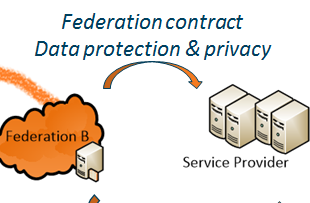 Federation contract
Data protection & privacy
Federation B
Service Provider